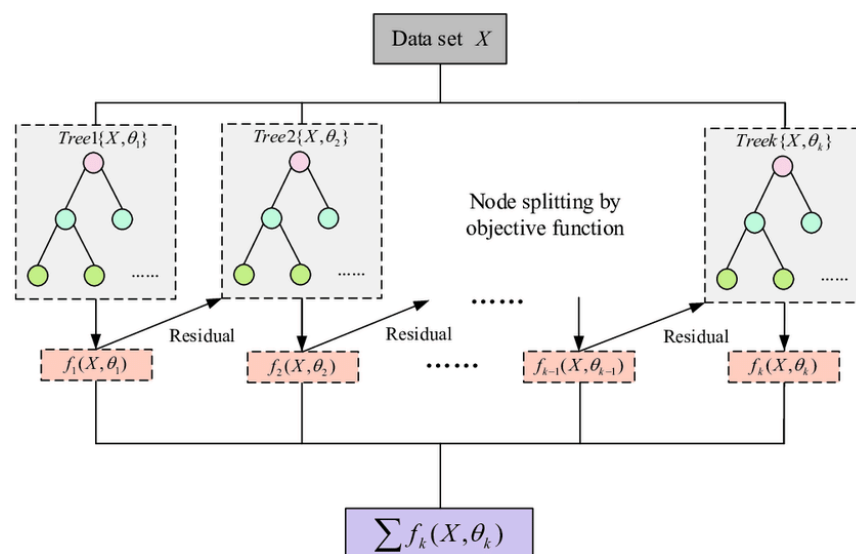 Data set X
Tree1{X,θ₁}
Tree2{X,θ₂}
Treek{X,θₖ}
Node splitting by
objective function
......
......
......
......
Residual
Residual
Residual
f₁(X,θ₁)
f₂(X,θ₂)
......
fₖ₋₁(X,θₖ₋₁)
fₖ(X,θₖ)
∑fₖ(X,θₖ)